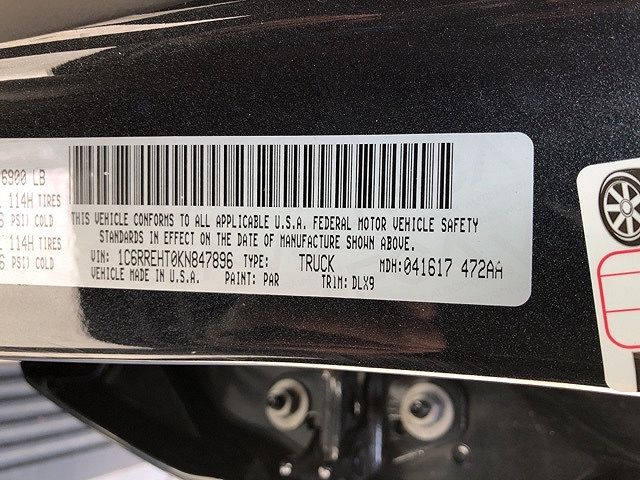 6900 LB
114H TIRES
PSI) COLD
114H TIRES
PSI) COLD
THIS VEHICLE CONFORMS TO ALL APPLICABLE U.S.A. FEDERAL MOTOR VEHICLE SAFETY
STANDARDS IN EFFECT ON THE DATE OF MANUFACTURE SHOWN ABOVE.
VIN: 1C6RREHT0KN847896 TYPE: TRUCK MDH:041617 472AA
VEHICLE MADE IN U.S.A. PAINT: PAR TRIM: DLX9